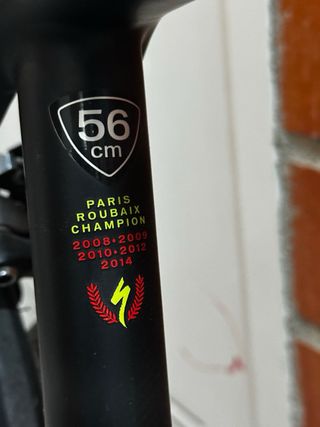 56
cm
PARIS
ROUBAIX
CHAMPION
2008•2009
2010•2012
2014